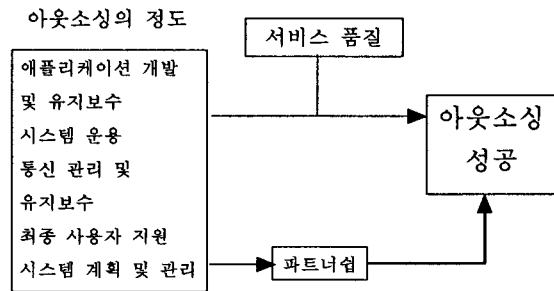 아웃소싱의 정도
서비스 품질
애플리케이션 개발
및 유지보수
시스템 운용
통신 관리 및
유지보수
최종 사용자 지원
시스템 계획 및 관리
아웃소싱
성공
파트너쉽